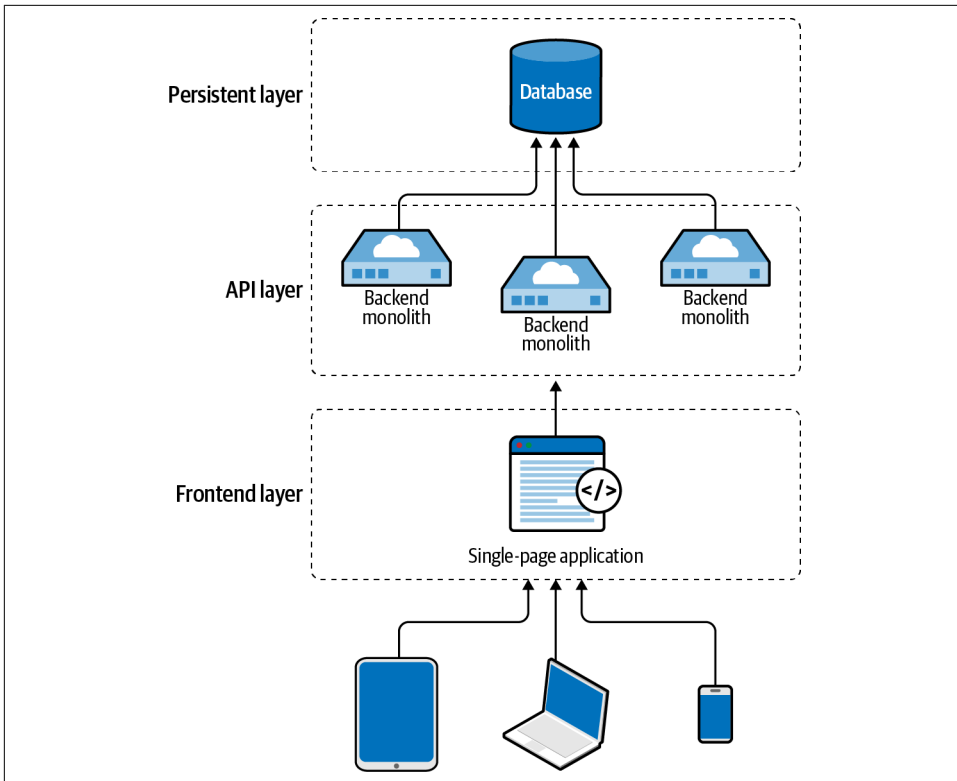 Persistent layer
Database
API layer
Backend
monolith
Backend
monolith
Backend
monolith
Frontend layer
</>
Single-page application